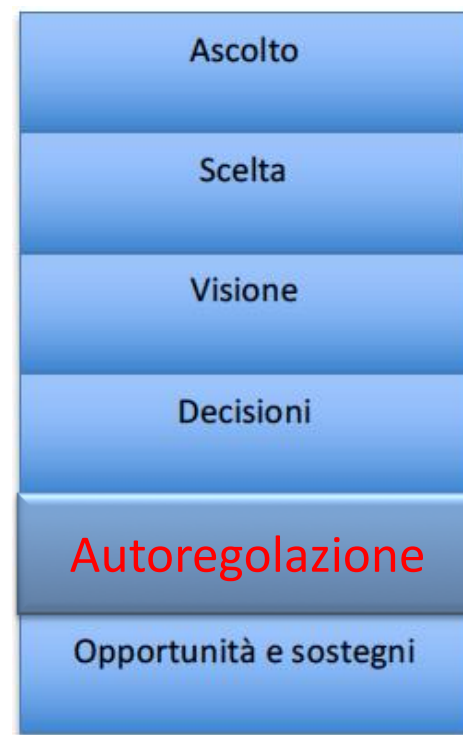 Ascolto
Scelta
Visione
Decisioni
Autoregolazione
Opportunità e sostegni